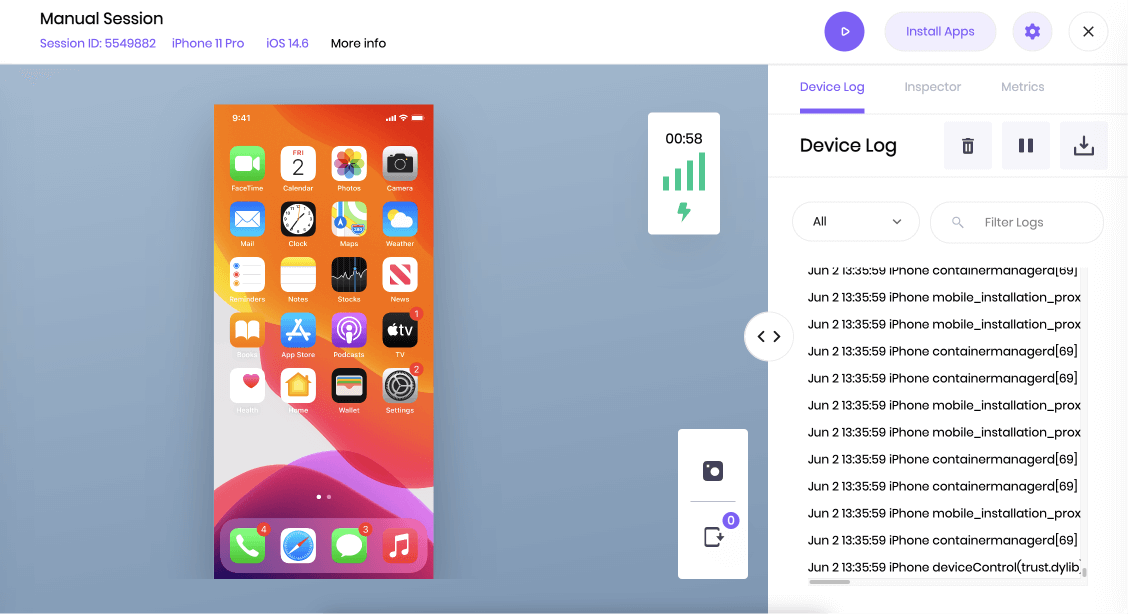 Manual Session
Session ID: 5549882 iPhone 11 Pro iOS 14.6 More info
Install Apps
Device Log Inspector Metrics
Device Log
All
Filter Logs
Jun 2 13:35:59 iPhone containermanagerd[69]
Jun 2 13:35:59 iPhone mobile_installation_prox
Jun 2 13:35:59 iPhone mobile_installation_prox
Jun 2 13:35:59 iPhone containermanagerd[69]
Jun 2 13:35:59 iPhone containermanagerd[69]
Jun 2 13:35:59 iPhone mobile_installation_prox
Jun 2 13:35:59 iPhone mobile_installation_prox
Jun 2 13:35:59 iPhone containermanagerd[69]
Jun 2 13:35:59 iPhone containermanagerd[69]
Jun 2 13:35:59 iPhone mobile_installation_prox
Jun 2 13:35:59 iPhone containermanagerd[69]
Jun 2 13:35:59 iPhone deviceControl(trust.dylib)
00:58
0
9:41
FRI
2
FaceTime Calendar Photos Camera
Mail Clock Maps Weather
Reminders Notes Stocks News
1
tv
Books App Store Podcasts TV
2
Health Home Wallet Settings
4 3